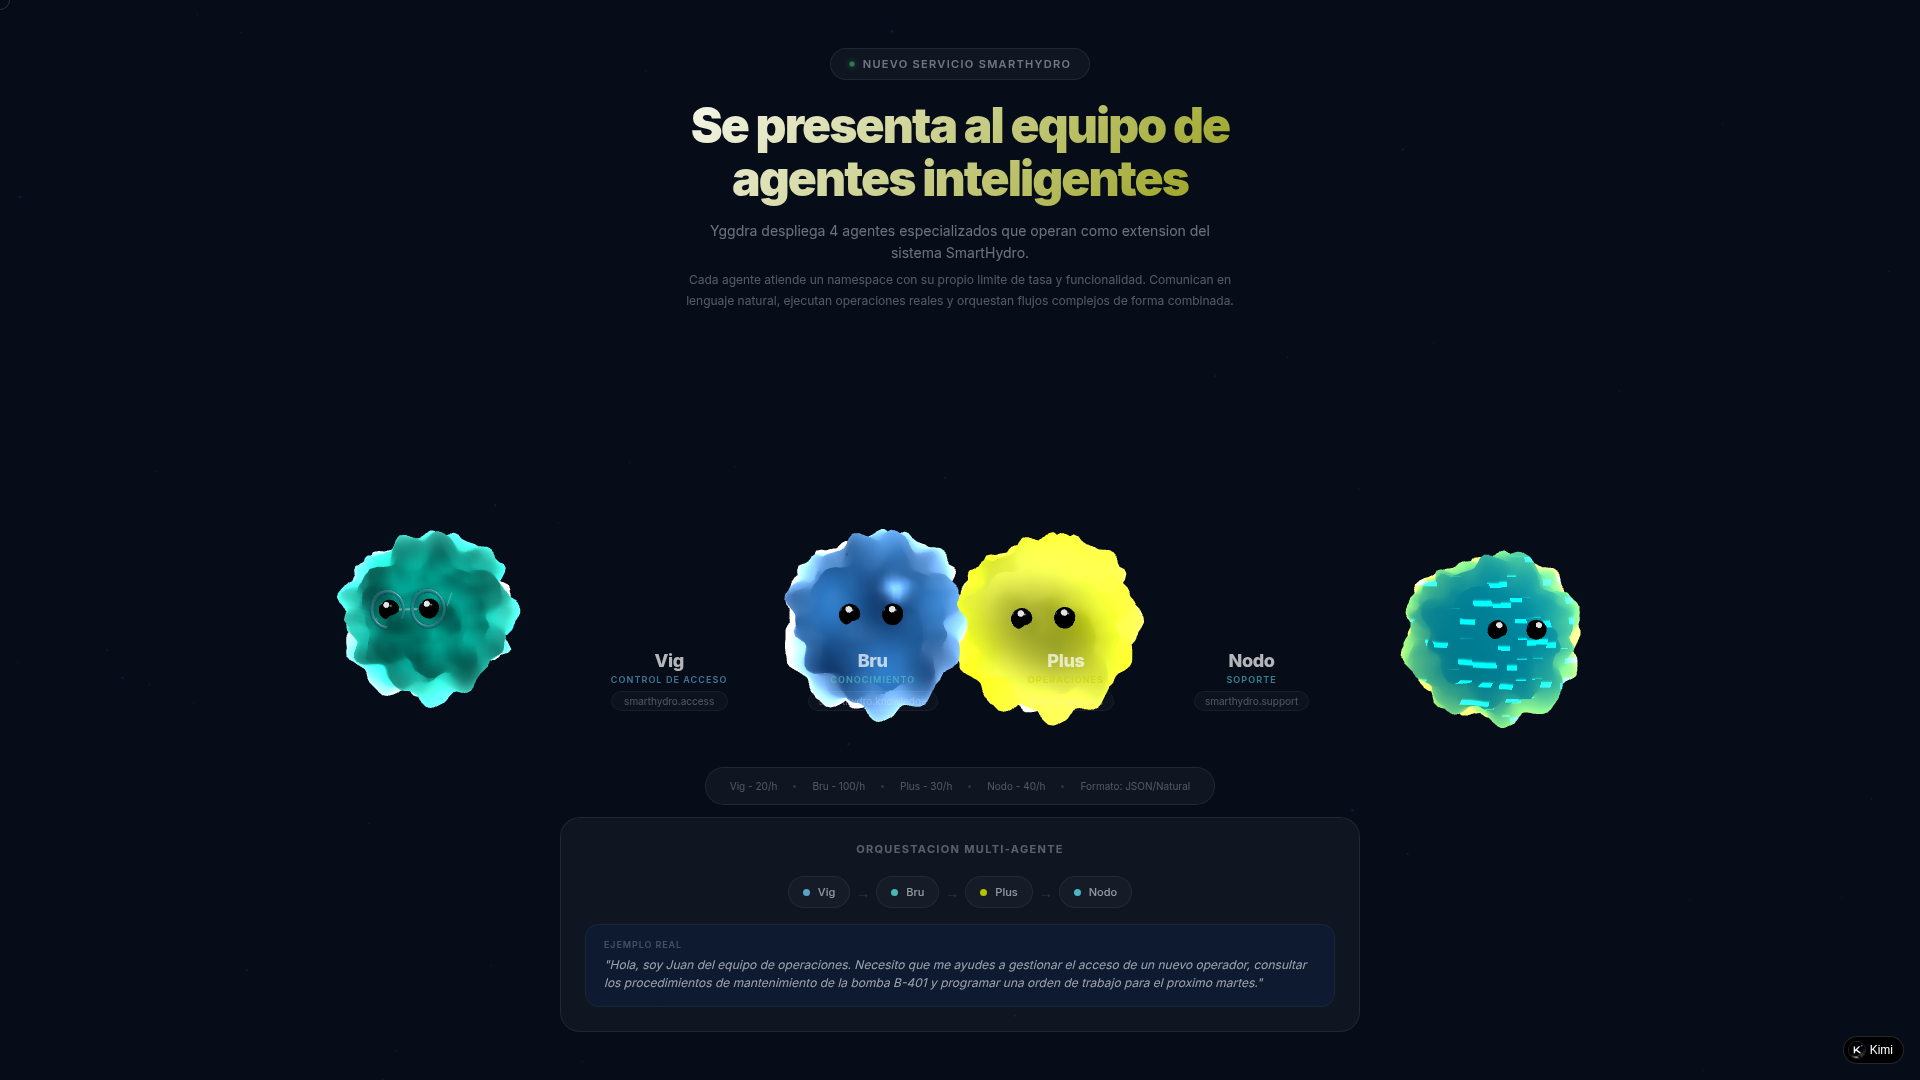 NUEVO SERVICIO SMARTHYDRO
Se presenta al equipo de
agentes inteligentes
Yggdra despliega 4 agentes especializados que operan como extension del
sistema SmartHydro.
Cada agente atiende un namespace con su propio limite de tasa y funcionalidad. Comunican en
lenguaje natural, ejecutan operaciones reales y orquestan flujos complejos de forma combinada.
Vig
CONTROL DE ACCESO
smarthydro.access
Bru
CONOCIMIENTO
Plus
OPERACIONES
Nodo
SOPORTE
smarthydro.support
Vig - 20/h • Bru - 100/h • Plus - 30/h • Nodo - 40/h • Formato: JSON/Natural
ORQUESTACION MULTI-AGENTE
Vig → Bru → Plus → Nodo
EJEMPLO REAL
"Hola, soy Juan del equipo de operaciones. Necesito que me ayudes a gestionar el acceso de un nuevo operador, consultar
los procedimientos de mantenimiento de la bomba B-401 y programar una orden de trabajo para el proximo martes."
Kimi